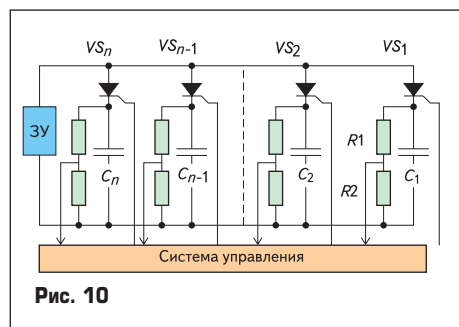 VSn VSn-1 VS2 VS1
ЗУ
R1
Cn Cn-1 C2 C1
R2
Система управления
Рис. 10